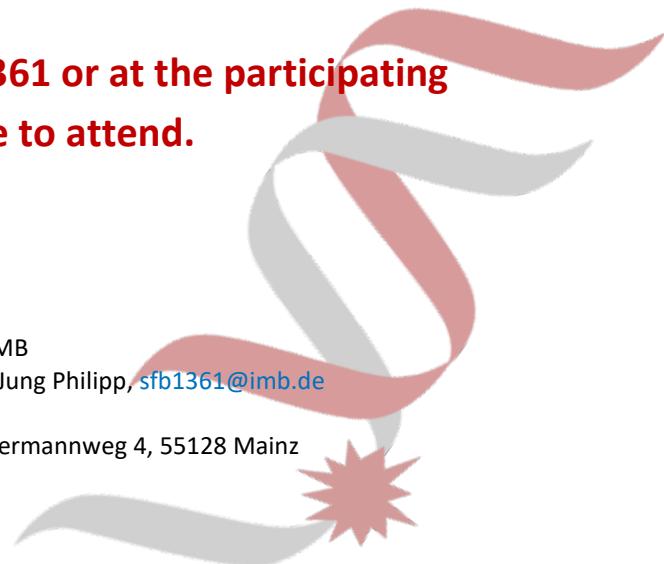 361 or at the participating
e to attend.
MB
Jung Philipp, sfb1361@imb.de
ermannweg 4, 55128 Mainz